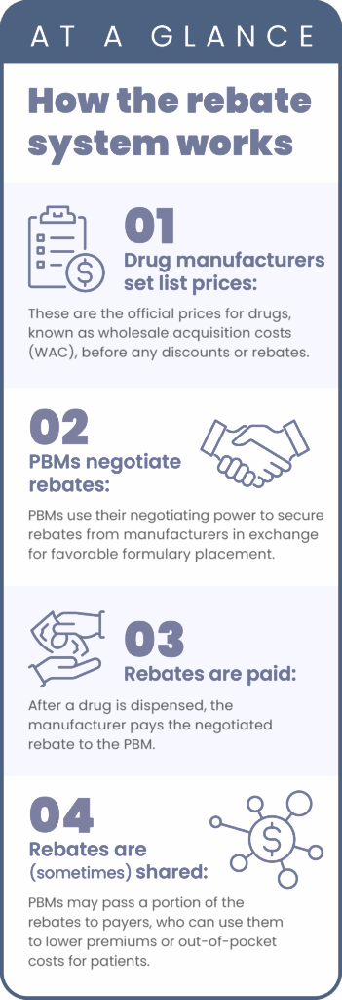 AT A GLANCE
How the rebate
system works
01
Drug manufacturers
set list prices:
These are the official prices for drugs,
known as wholesale acquisition costs
(WAC), before any discounts or rebates.
02
PBMs negotiate
rebates:
PBMs use their negotiating power to secure
rebates from manufacturers in exchange
for favorable formulary placement.
03
Rebates are paid:
After a drug is dispensed, the
manufacturer pays the negotiated
rebate to the PBM.
04
Rebates are
(sometimes) shared:
PBMs may pass a portion of the
rebates to payers, who can use them
to lower premiums or out-of-pocket
costs for patients.